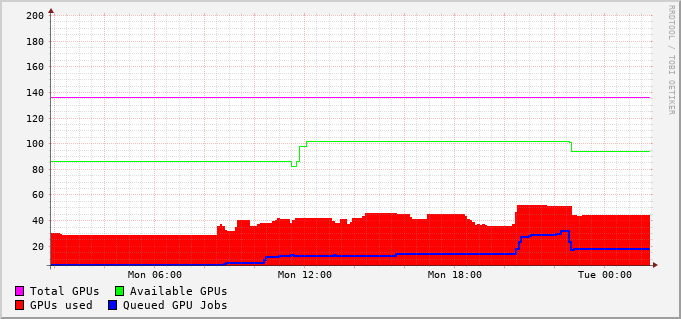 200
180
160
140
120
100
80
60
40
20
Mon 06:00 Mon 12:00 Mon 18:00 Tue 00:00
Total GPUs Available GPUs
GPUs used Queued GPU Jobs
RRDTOOL / TOBI OETIKER